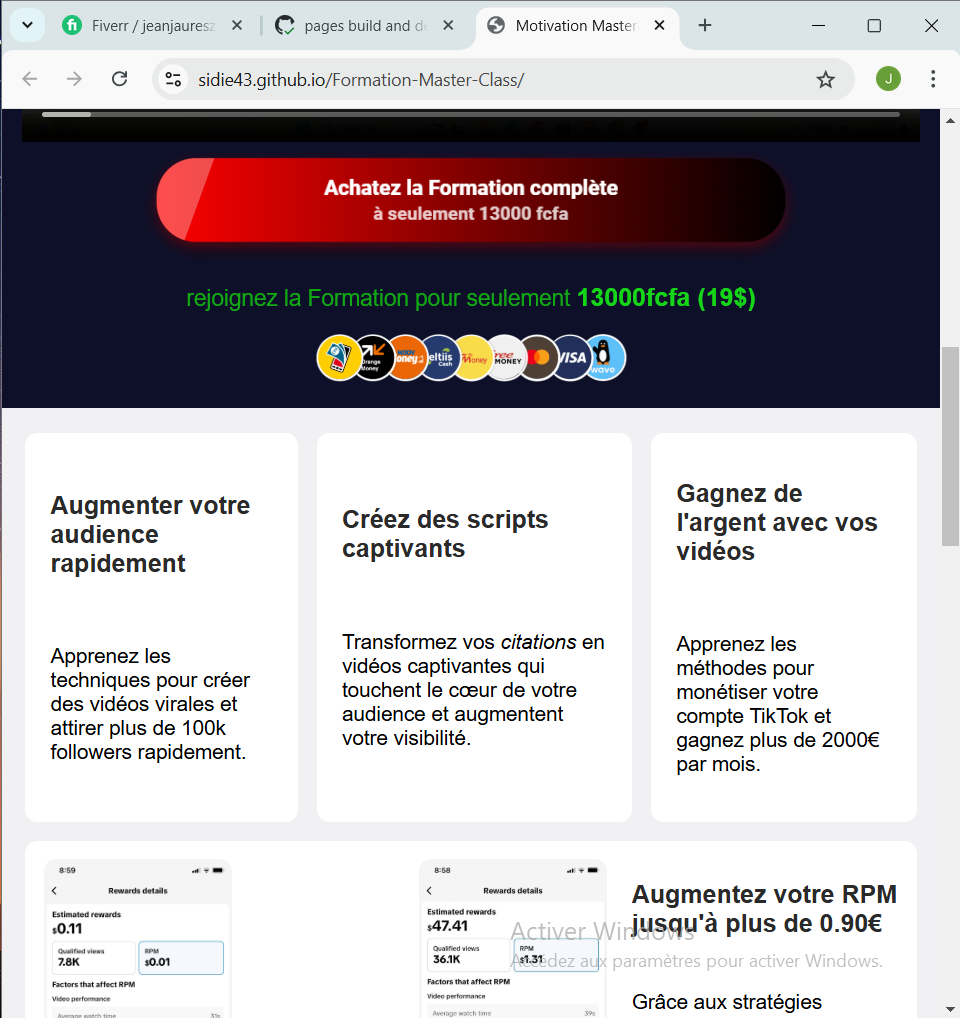 Fiverr / jeanjauresz
pages build and de
Motivation Master
sidie43.github.io/Formation-Master-Class/
J
Achatez la Formation complète
à seulement 13000 fcfa
rejoignez la Formation pour seulement 13000fcfa (19$)
Orange Money
moov money
Celtiis Cash
Money
free MONEY
VISA
wave
Augmenter votre
audience
rapidement
Apprenez les
techniques pour créer
des vidéos virales et
attirer plus de 100k
followers rapidement.
Créez des scripts
captivants
Transformez vos citations en
vidéos captivantes qui
touchent le cœur de votre
audience et augmentent
votre visibilité.
Gagnez de
l'argent avec vos
vidéos
Apprenez les
méthodes pour
monétiser votre
compte TikTok et
gagnez plus de 2000€
par mois.
8:59
Rewards details
Estimated rewards
$0.11
Qualified views
7.8K
RPM
$0.01
Factors that affect RPM
Video performance
Average watch time 31s
8:58
Rewards details
Estimated rewards
$47.41
Qualified views
36.1K
RPM
$1.31
Factors that affect RPM
Video performance
Average watch time 39s
Augmentez votre RPM
jusqu'à plus de 0.90€
Grâce aux stratégies
Activer Windows
Accédez aux paramètres pour activer Windows.